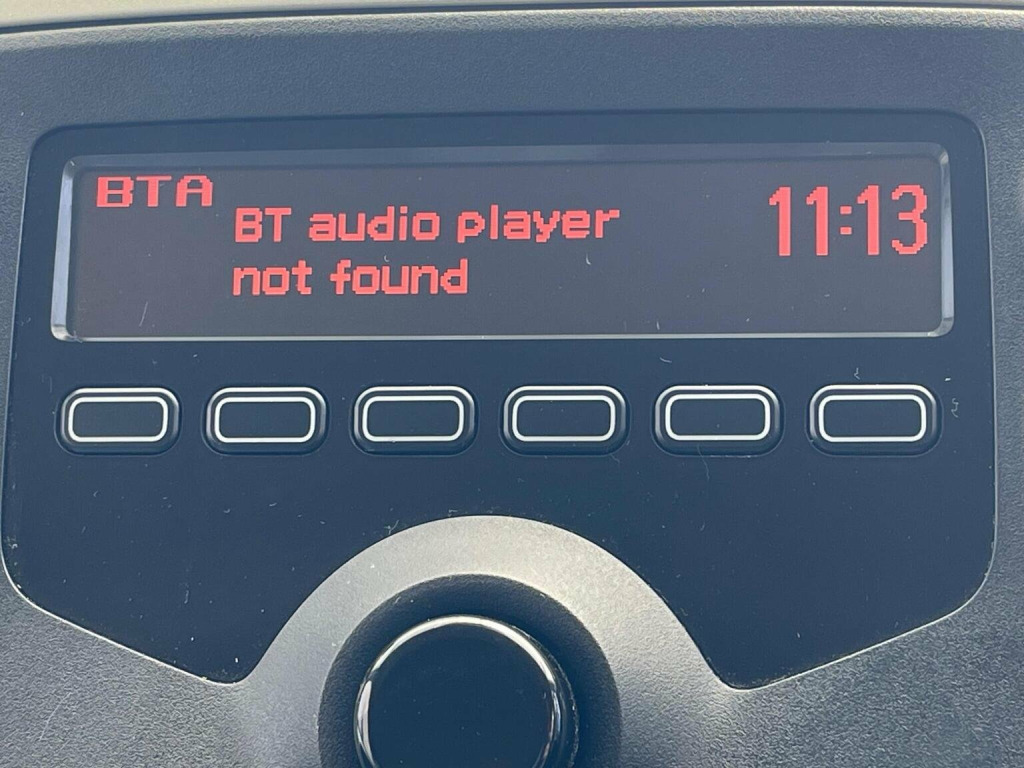 BTA
BT audio player
not found
11:13